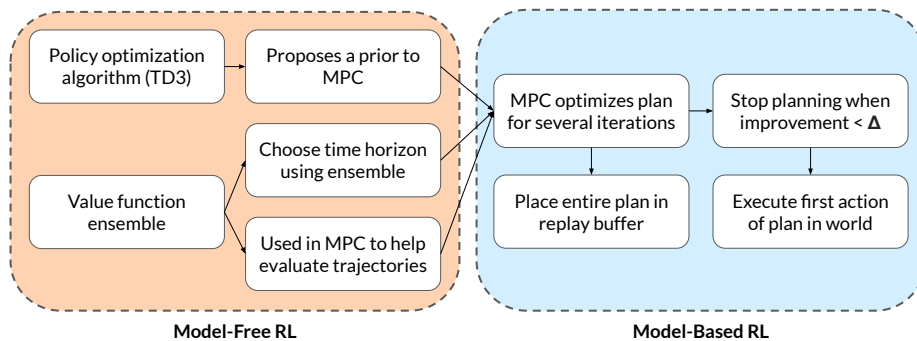 Policy optimization
algorithm (TD3)
Proposes a prior to
MPC
Value function
ensemble
Choose time horizon
using ensemble
Used in MPC to help
evaluate trajectories
Model-Free RL
MPC optimizes plan
for several iterations
Stop planning when
improvement < Δ
Place entire plan in
replay buffer
Execute first action
of plan in world
Model-Based RL